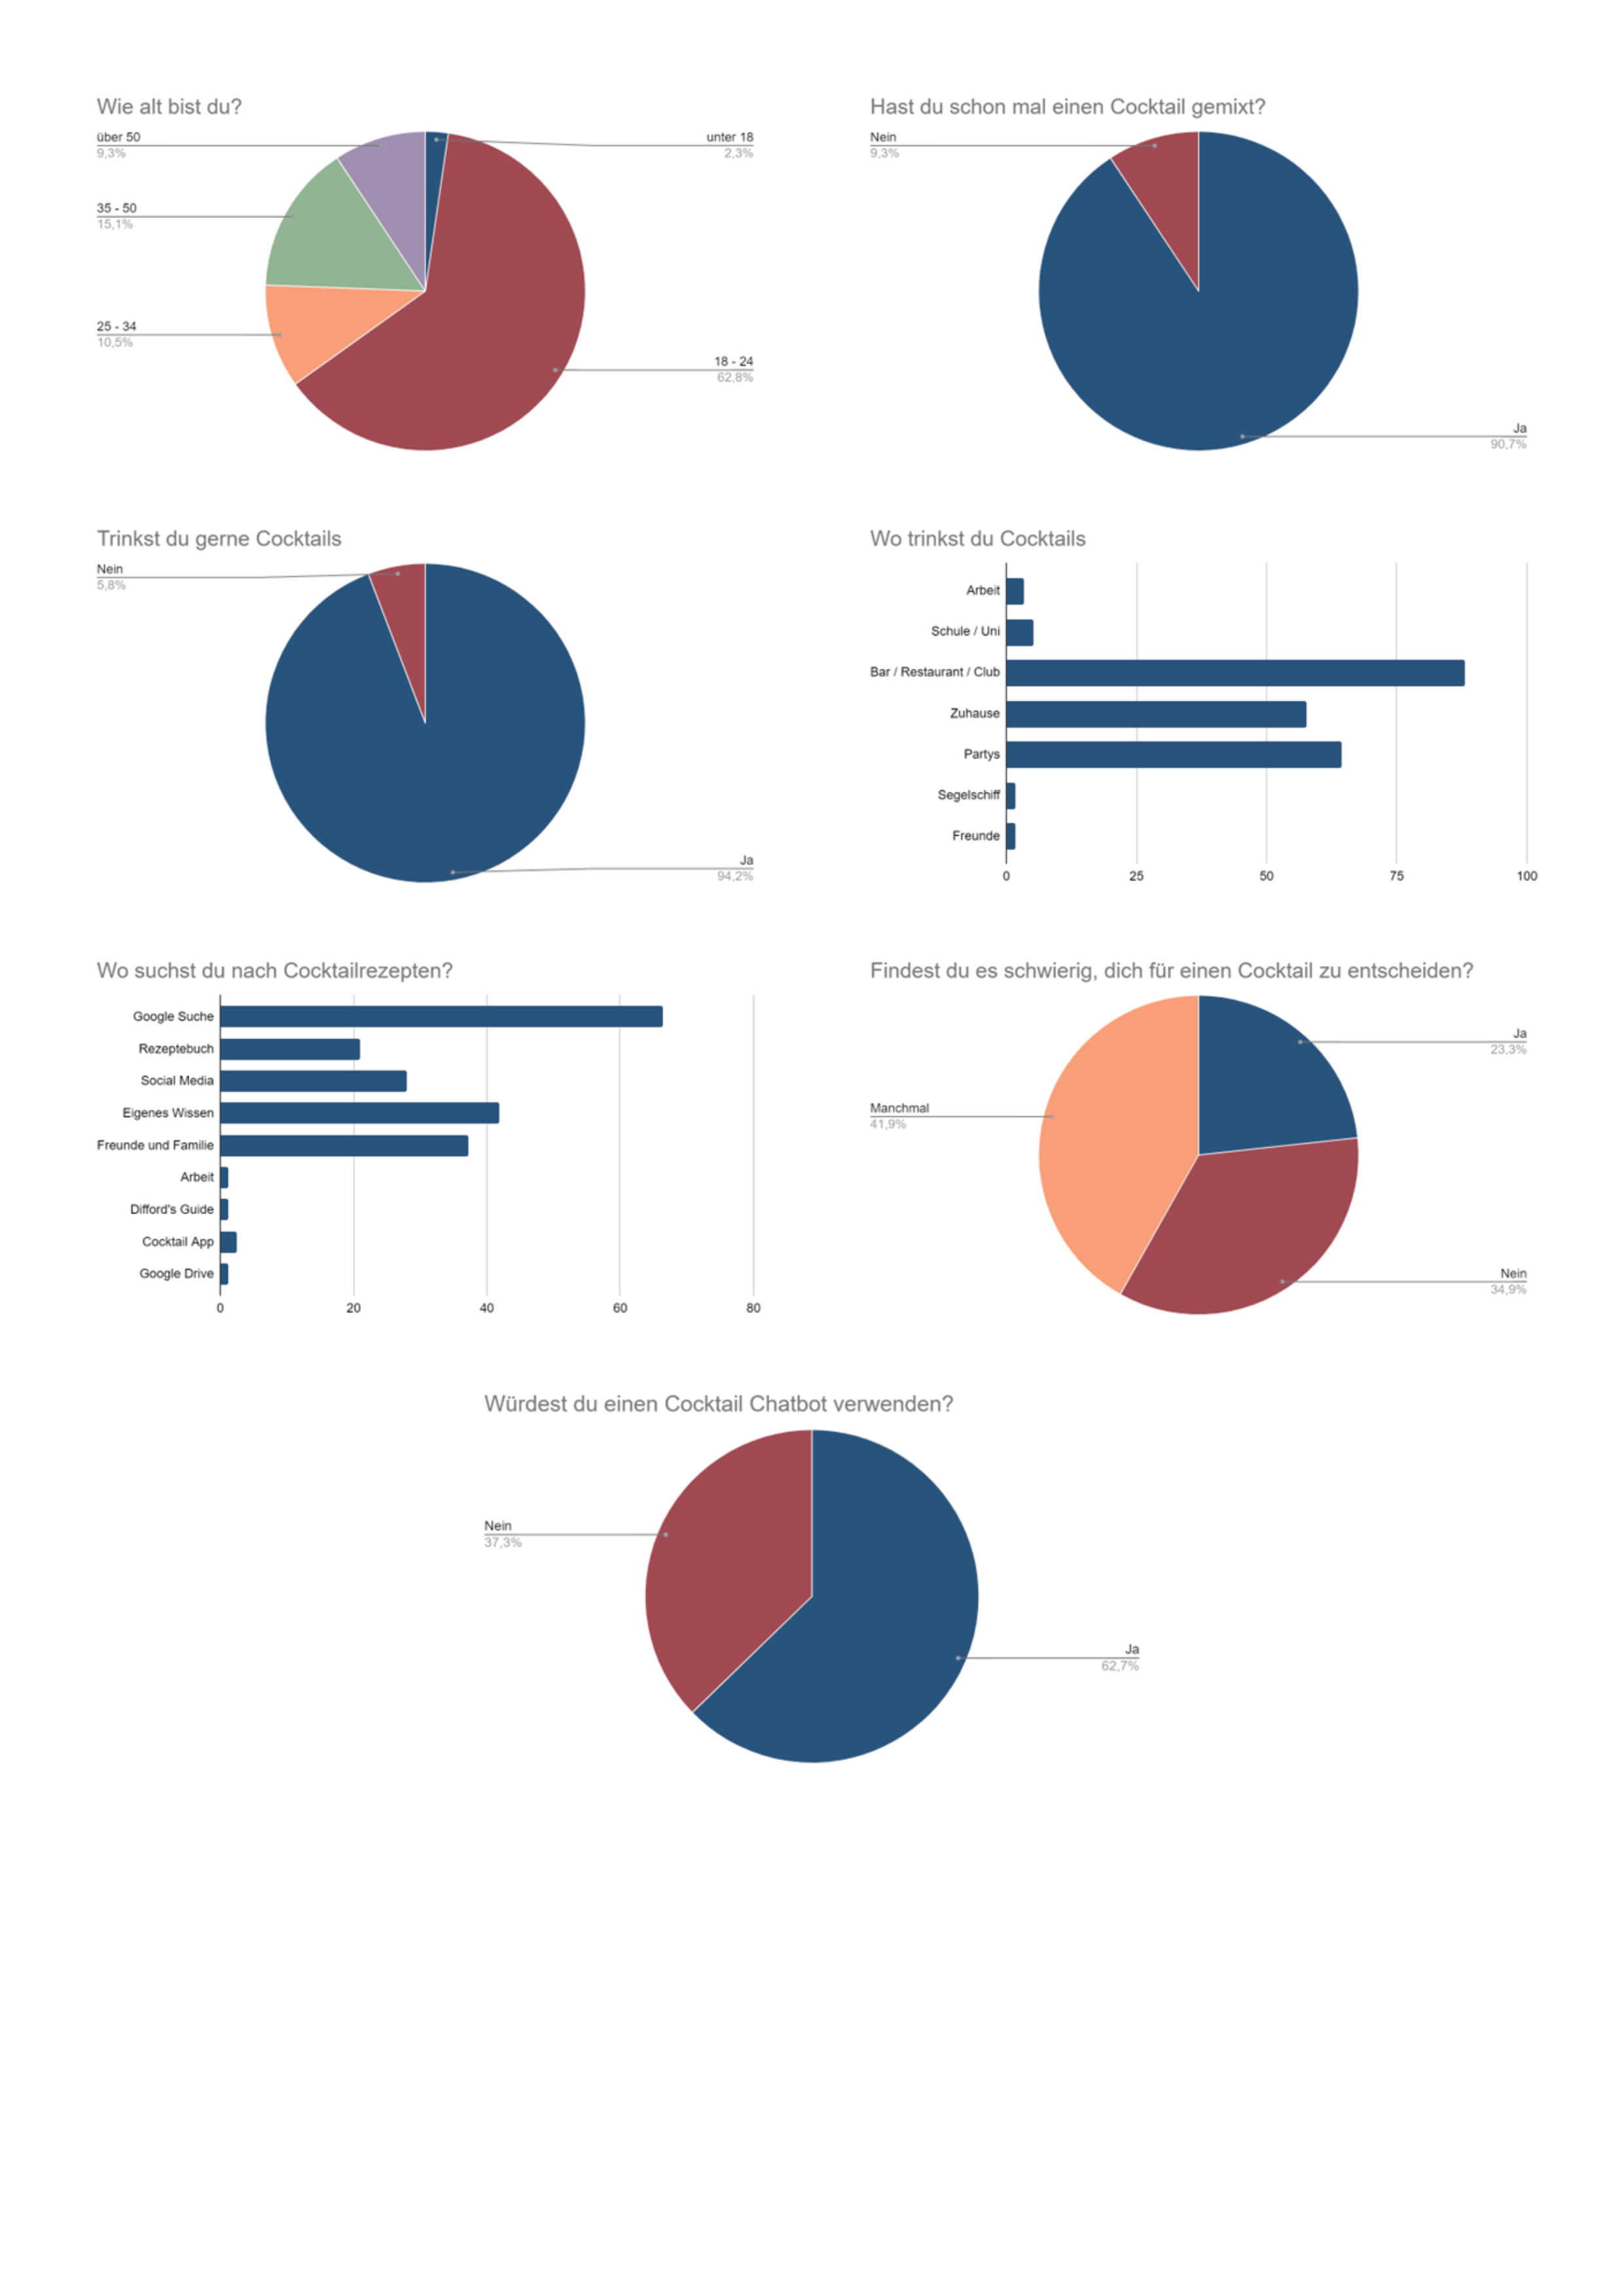 Wie alt bist du?
über 50
9,3%
unter 18
2,3%
35 - 50
15,1%
25 - 34
10,5%
18 - 24
62,8%
Hast du schon mal einen Cocktail gemixt?
Nein
9,3%
Ja
90,7%
Trinkst du gerne Cocktails
Nein
5,8%
Ja
94,2%
Wo trinkst du Cocktails
Arbeit
Schule / Uni
Bar / Restaurant / Club
Zuhause
Partys
Segelschiff
Freunde
0 25 50 75 100
Wo suchst du nach Cocktailrezepten?
Google Suche
Rezeptebuch
Social Media
Eigenes Wissen
Freunde und Familie
Arbeit
Difford's Guide
Cocktail App
Google Drive
0 20 40 60 80
Findest du es schwierig, dich für einen Cocktail zu entscheiden?
Ja
23,3%
Manchmal
41,9%
Nein
34,9%
Würdest du einen Cocktail Chatbot verwenden?
Nein
37,3%
Ja
62,7%